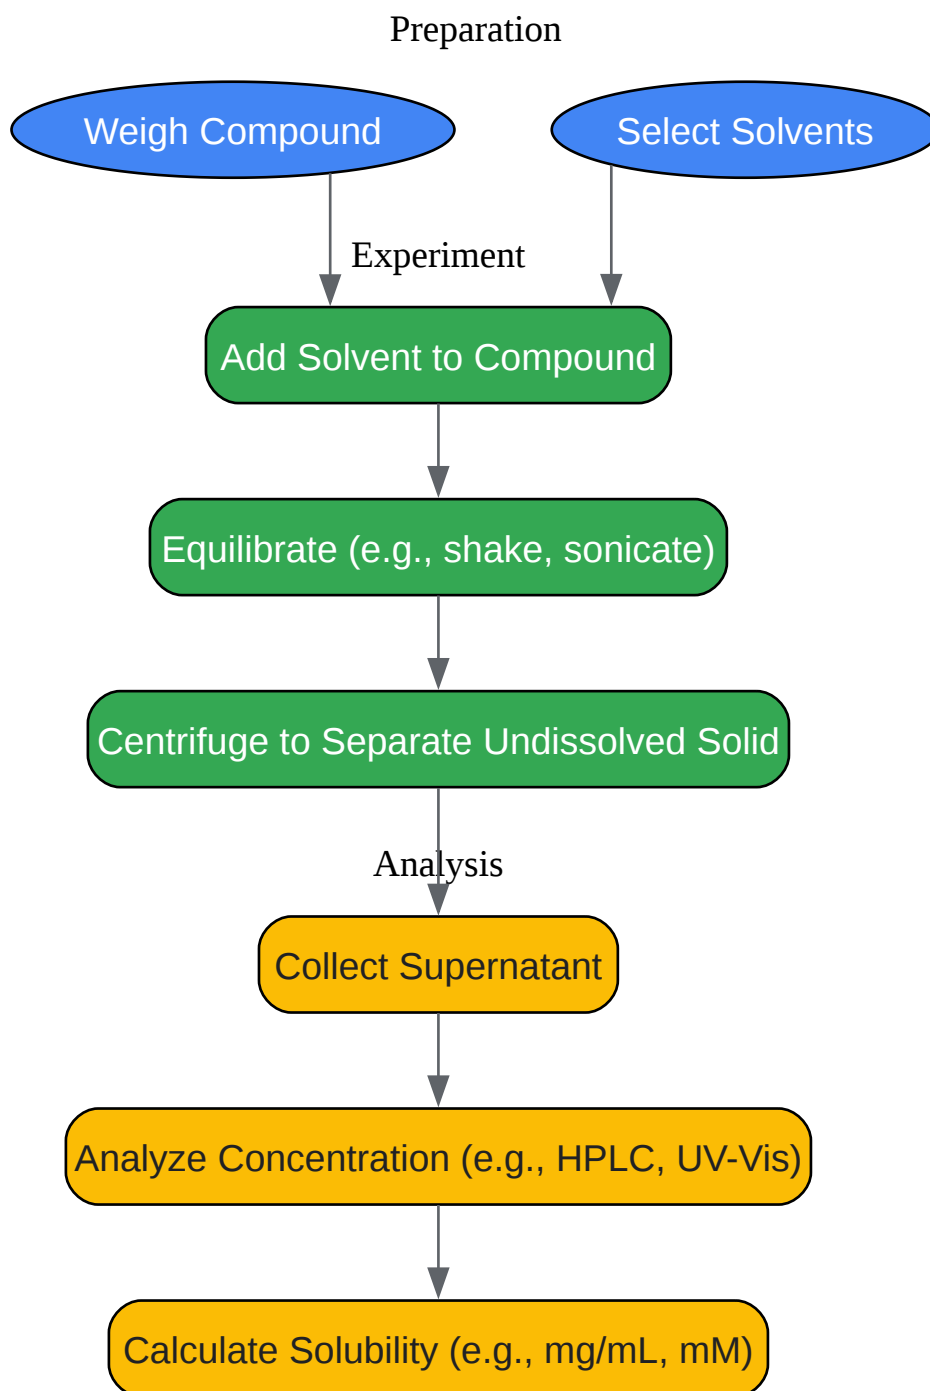 Preparation
Weigh Compound
Select Solvents
Experiment
Add Solvent to Compound
Equilibrate (e.g., shake, sonicate)
Centrifuge to Separate Undissolved Solid
Analysis
Collect Supernatant
Analyze Concentration (e.g., HPLC, UV-Vis)
Calculate Solubility (e.g., mg/mL, mM)